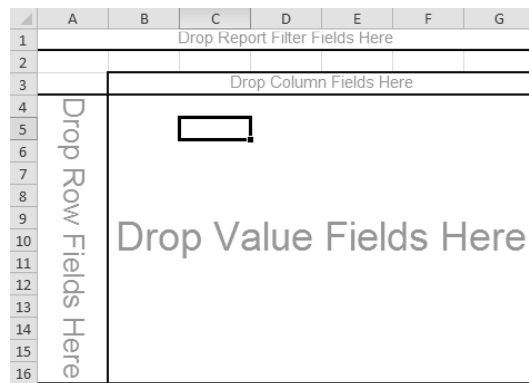 A B C D E F G
1 Drop Report Filter Fields Here
2
3 Drop Column Fields Here
4
5
6
7
8
9
10
11
12
13
14
15
16
Drop Row Fields Here
Drop Value Fields Here